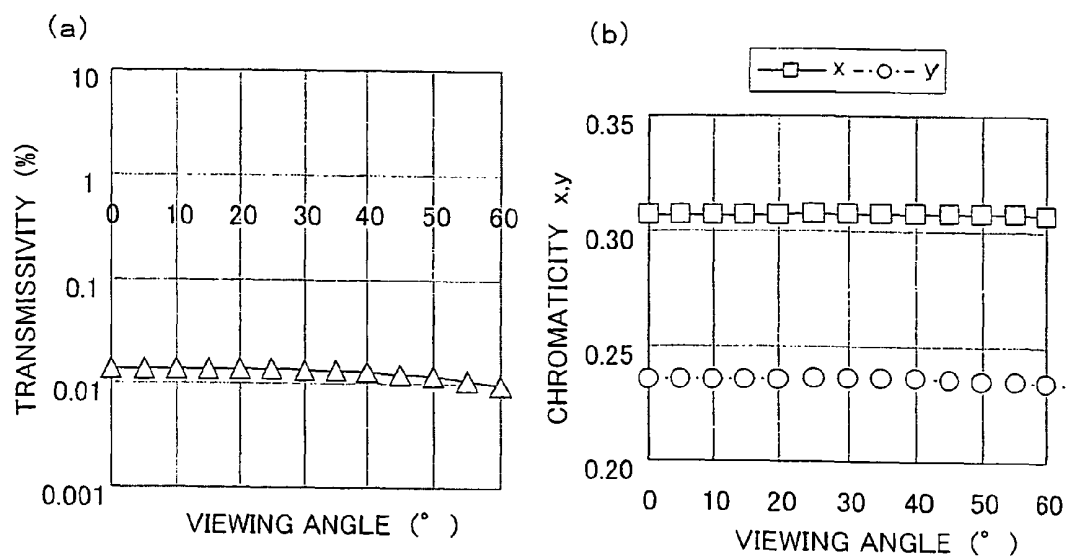 (a)
TRANSMISSIVITY (%)
10
1
0 10 20 30 40 50 60
0.1
0.01
0.001
VIEWING ANGLE (°)
(b)
x y
CHROMATICITY x,y
0.35
0.30
0.25
0.20
0 10 20 30 40 50 60
VIEWING ANGLE (°)